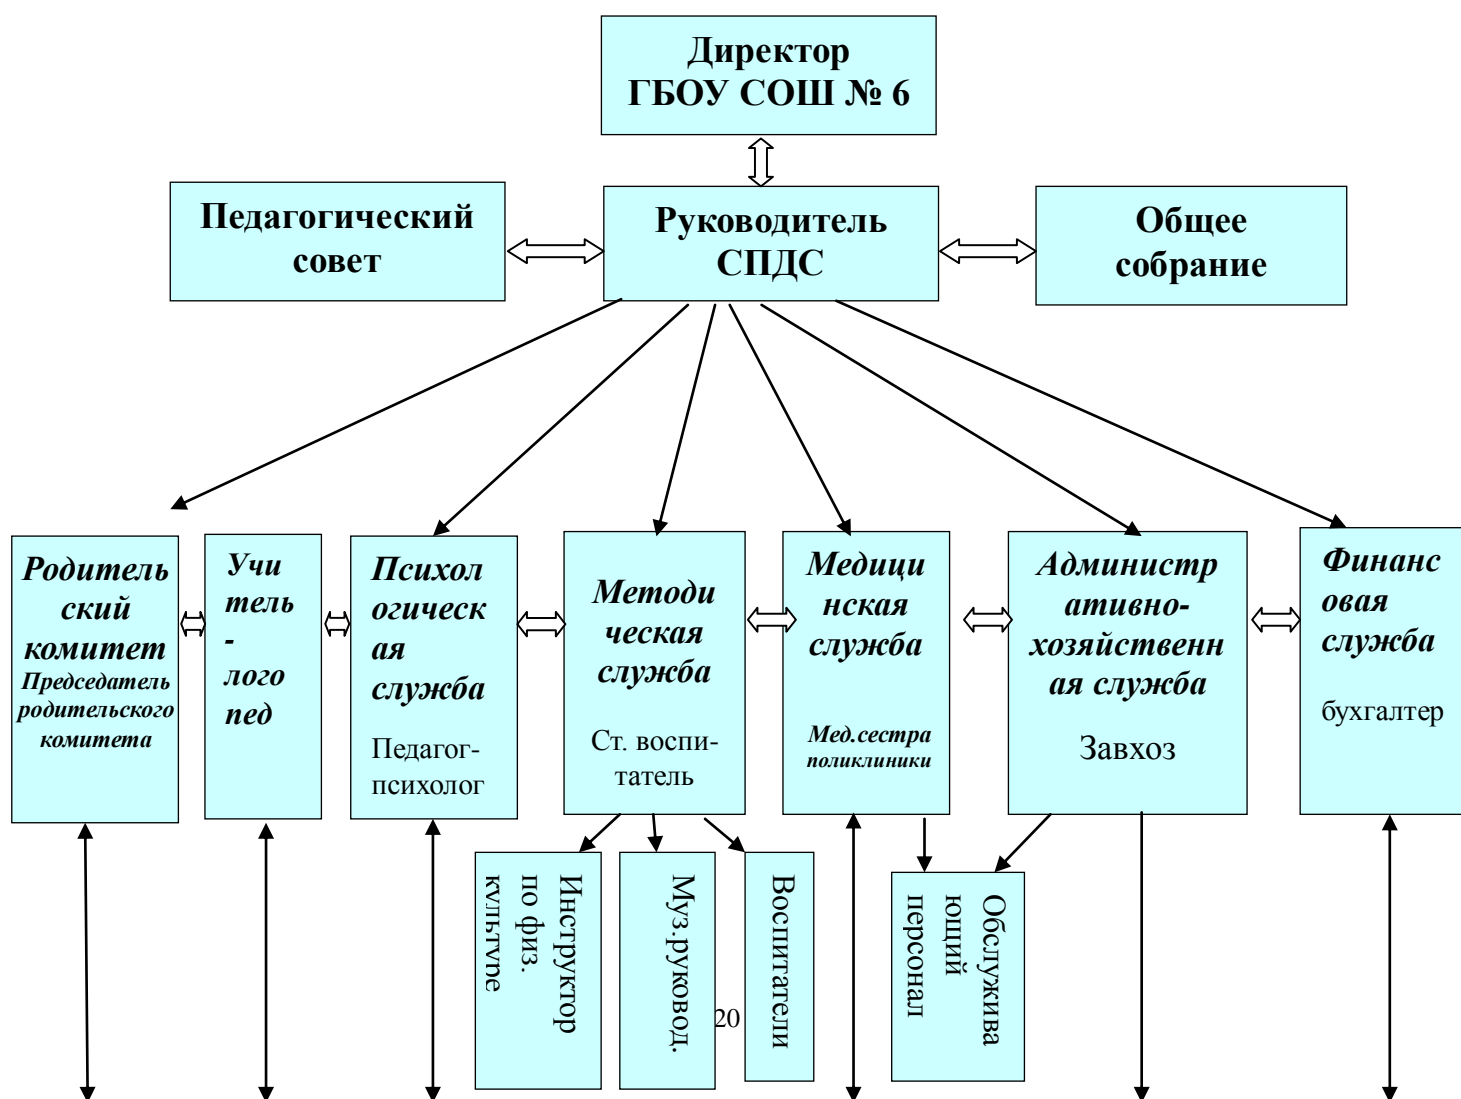 Директор
ГБОУ СОШ № 6
Педагогический
совет
Руководитель
СПДС
Общее
собрание
Родитель
ский
комитет
Председатель
родительского
комитета
Учи
тель
-
лого
пед
Психол
огическ
ая
служба
Педагог-
психолог
Методи
ческая
служба
Ст. воспи-
татель
Медици
нская
служба
Мед.сестра
поликлиники
Администр
ативно-
хозяйственн
ая служба
Завхоз
Финанс
овая
служба
бухгалтер
Инструктор
по физ.
культуре
Муз.руковод.
Воспитатели
Обслужива
ющий
персонал
20